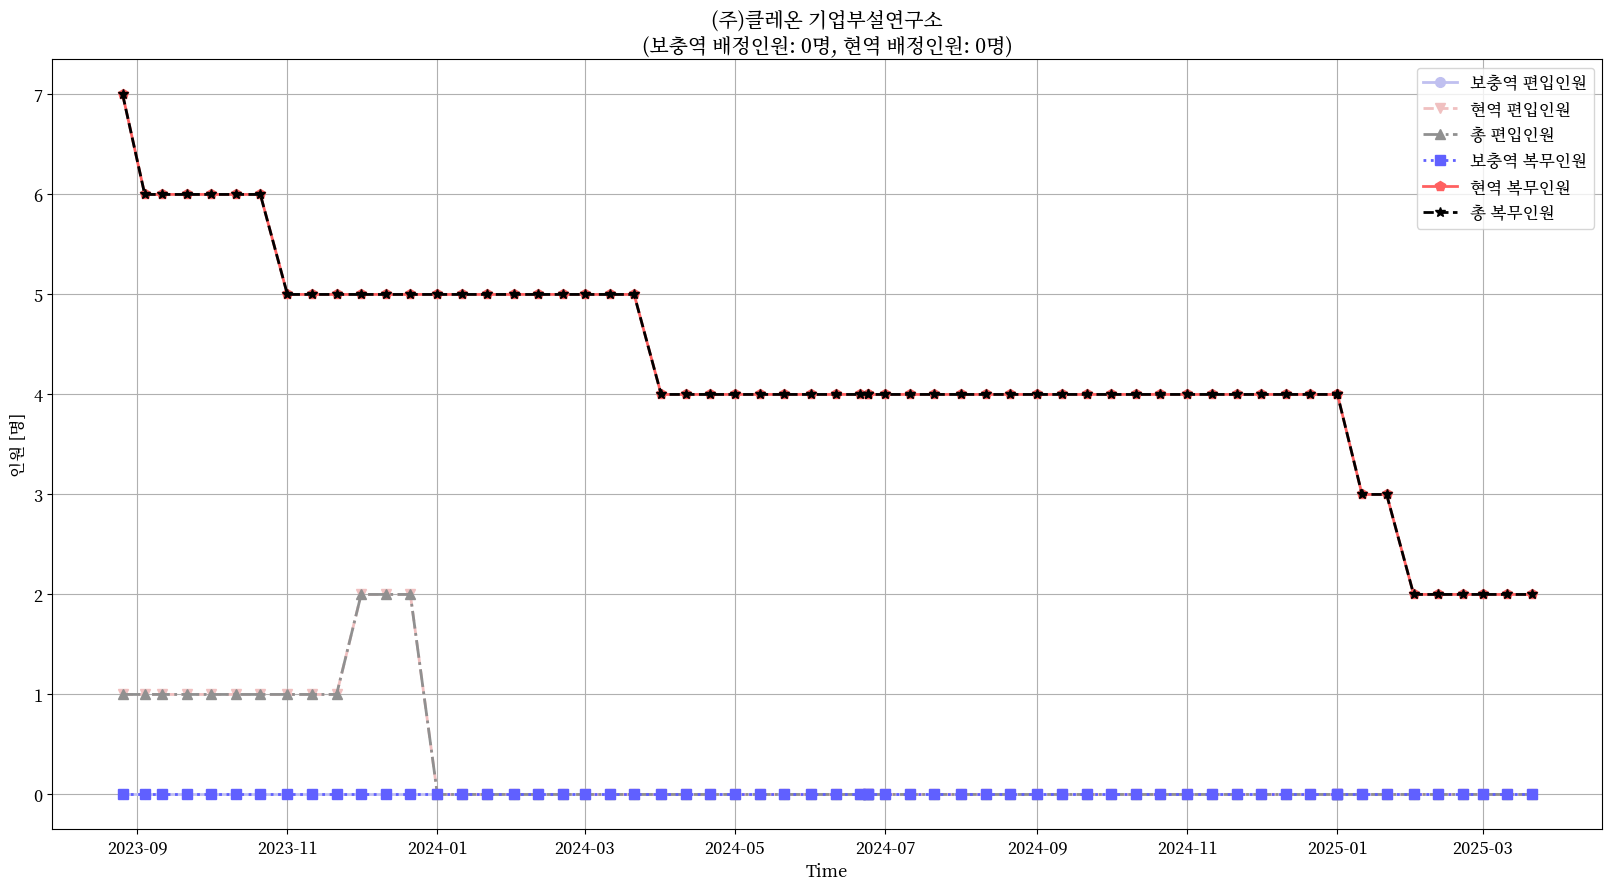 (주)클레온 기업부설연구소
(보충역 배정인원: 0명, 현역 배정인원: 0명)
보충역 편입인원
현역 편입인원
총 편입인원
보충역 복무인원
현역 복무인원
총 복무인원
인원 [명]
7
6
5
4
3
2
1
0
2023-09
2023-11
2024-01
2024-03
2024-05
2024-07
2024-09
2024-11
2025-01
2025-03
Time